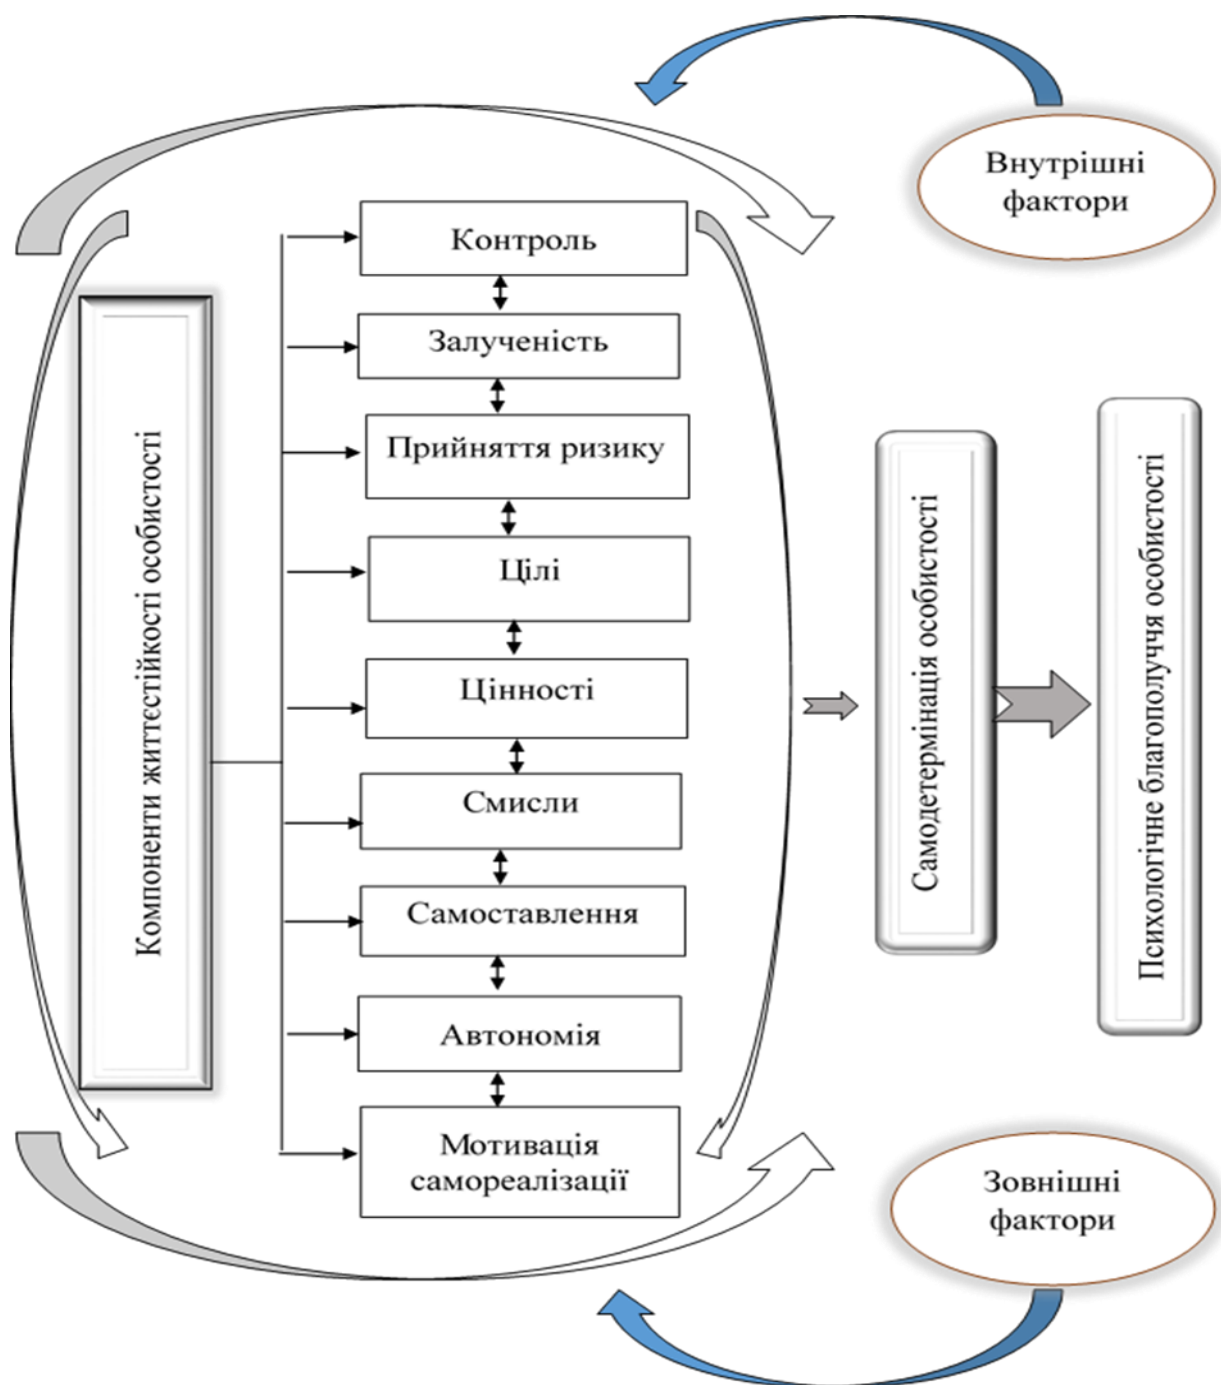 Внутрішні
фактори
Контроль
Залученість
Прийняття ризику
Цілі
Цінності
Смисли
Самоставлення
Автономія
Мотивація
самореалізації
Компоненти життєстійкості особистості
Самодетермінація особистості
Психологічне благополуччя особистості
Зовнішні
фактори